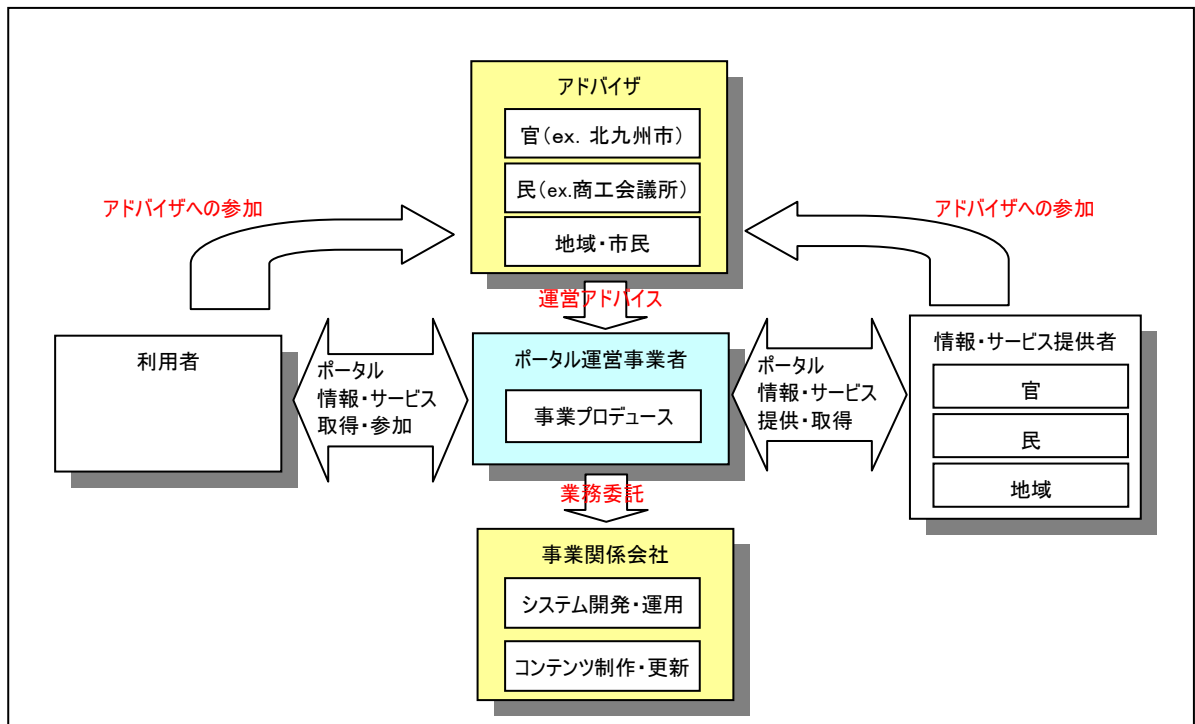 アドバイザ
官(ex. 北九州市)
民(ex.商工会議所)
地域・市民
アドバイザへの参加
アドバイザへの参加
運営アドバイス
利用者
ポータル
情報・サービス
取得・参加
ポータル運営事業者
事業プロデュース
ポータル
情報・サービス
提供・取得
情報・サービス提供者
官
民
地域
業務委託
事業関係会社
システム開発・運用
コンテンツ制作・更新